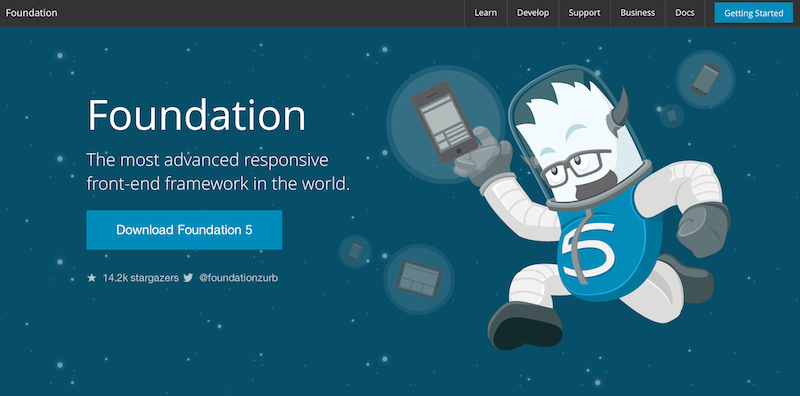 Foundation
Learn Develop Support Business Docs Getting Started
Foundation
The most advanced responsive
front-end framework in the world.
Download Foundation 5
14.2k stargazers @foundationzurb
5